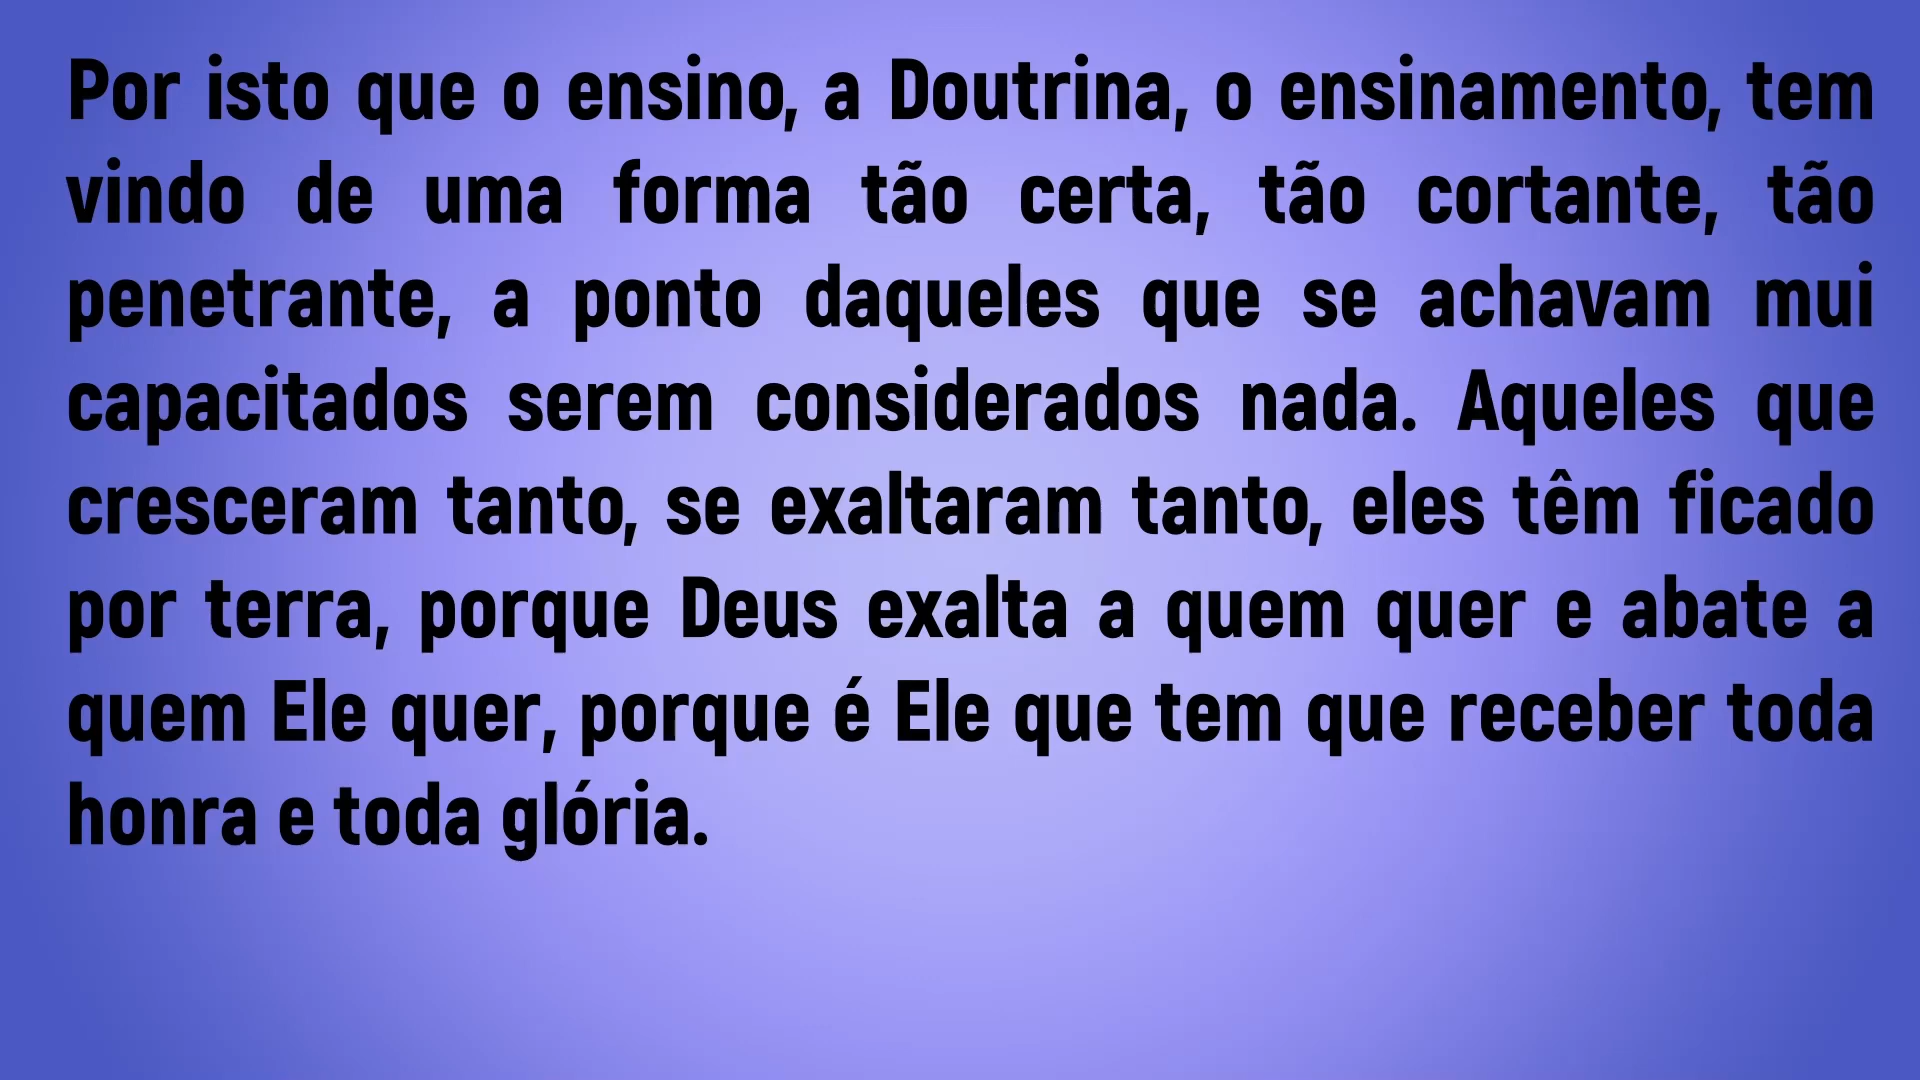 Por isto que o ensino, a Doutrina, o ensinamento, tem
vindo de uma forma tão certa, tão cortante, tão
penetrante, a ponto daqueles que se achavam mui
capacitados serem considerados nada. Aqueles que
cresceram tanto, se exaltaram tanto, eles têm ficado
por terra, porque Deus exalta a quem quer e abate a
quem Ele quer, porque é Ele que tem que receber toda
honra e toda glória.